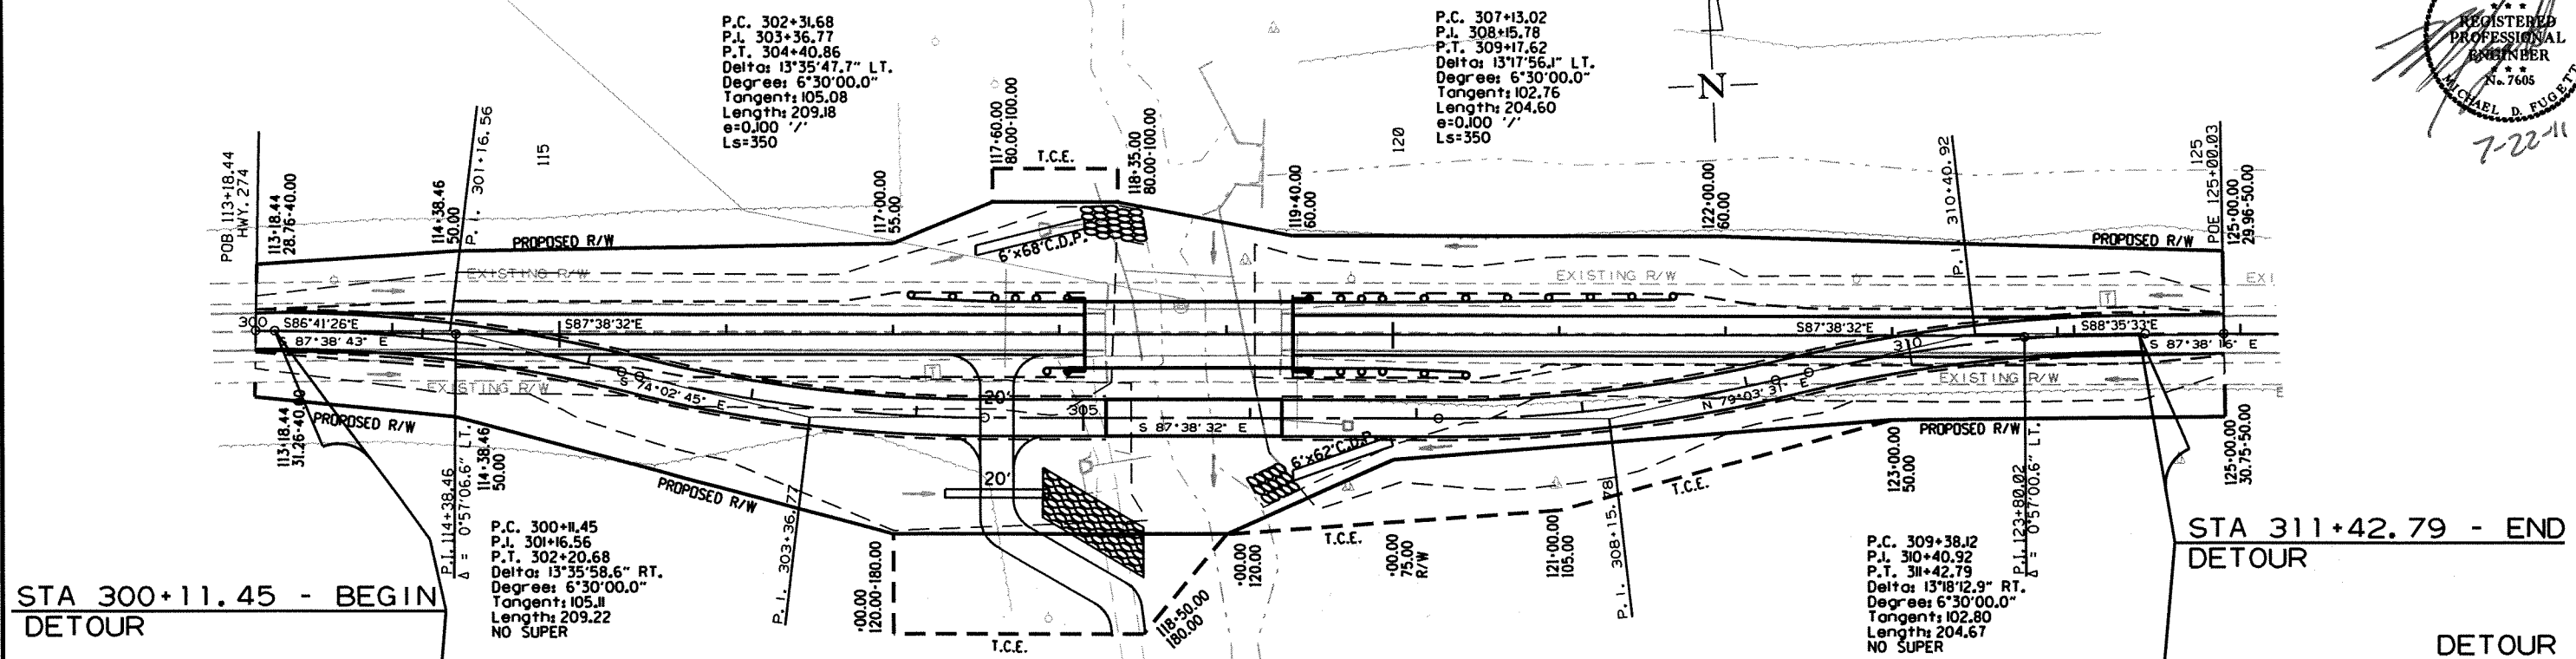 P.C. 302+31.68
P.I. 303+36.77
P.T. 304+40.86
Delta: 13°35'47.7" LT.
Degree: 6°30'00.0"
Tangent: 105.08
Length: 209.18
e=0.100 '/'
Ls=350
P.C. 307+13.02
P.I. 308+15.78
P.T. 309+17.62
Delta: 13°17'56.1" LT.
Degree: 6°30'00.0"
Tangent: 102.76
Length: 204.60
e=0.100 '/'
Ls=350
N
★ ★ ★
REGISTERED
PROFESSIONAL
ENGINEER
★ ★ ★
No. 7605
MICHAEL D. FUGETT
7-22-11
POB 113+18.44
HWY. 274
113+18.44
28.76-40.00
114+38.46
50.00
P.I. 301+16.56
115
117+00.00
55.00
117+60.00
80.00-100.00
T.C.E.
118+35.00
80.00-100.00
119+40.00
60.00
120
122+00.00
60.00
P.I. 310+40.92
125
POE 125+00.03
125+00.00
29.96-50.00
PROPOSED R/W
6'x68' C.D.P.
PROPOSED R/W
EXISTING R/W
EXISTING R/W
EXI
T
300
S86°41'26"E
S87°38'32"E
S87°38'32"E
S88°35'33"E
S 87°38'43" E
310
S 87°38'16" E
EXISTING R/W
T
S 74°02'45" E
20'
305
S 87°38'32" E
N 79°03'31" E
EXISTING R/W
E
113+18.44
31.26-40.00
PROPOSED R/W
P.I. 114+38.46
Δ = 0°57'06.6" LT.
114+38.46
50.00
PROPOSED R/W
P.I. 303+36.77
20'
6'x62' C.D.P.
T.C.E.
PROPOSED R/W
123+00.00
50.00
P.I. 123+80.02
Δ = 0°57'00.6" LT.
125+00.00
30.75-50.00
+00.00
120.00-180.00
T.C.E.
118+50.00
180.00
+00.00
120.00
T.C.E.
+00.00
75.00
R/W
121+00.00
105.00
P.I. 308+15.78
P.C. 300+11.45
P.I. 301+16.56
P.T. 302+20.68
Delta: 13°35'58.6" RT.
Degree: 6°30'00.0"
Tangent: 105.11
Length: 209.22
NO SUPER
STA 300+11.45 - BEGIN
DETOUR
P.C. 309+38.12
P.I. 310+40.92
P.T. 311+42.79
Delta: 13°18'12.9" RT.
Degree: 6°30'00.0"
Tangent: 102.80
Length: 204.67
NO SUPER
STA 311+42.79 - END
DETOUR
DETOUR